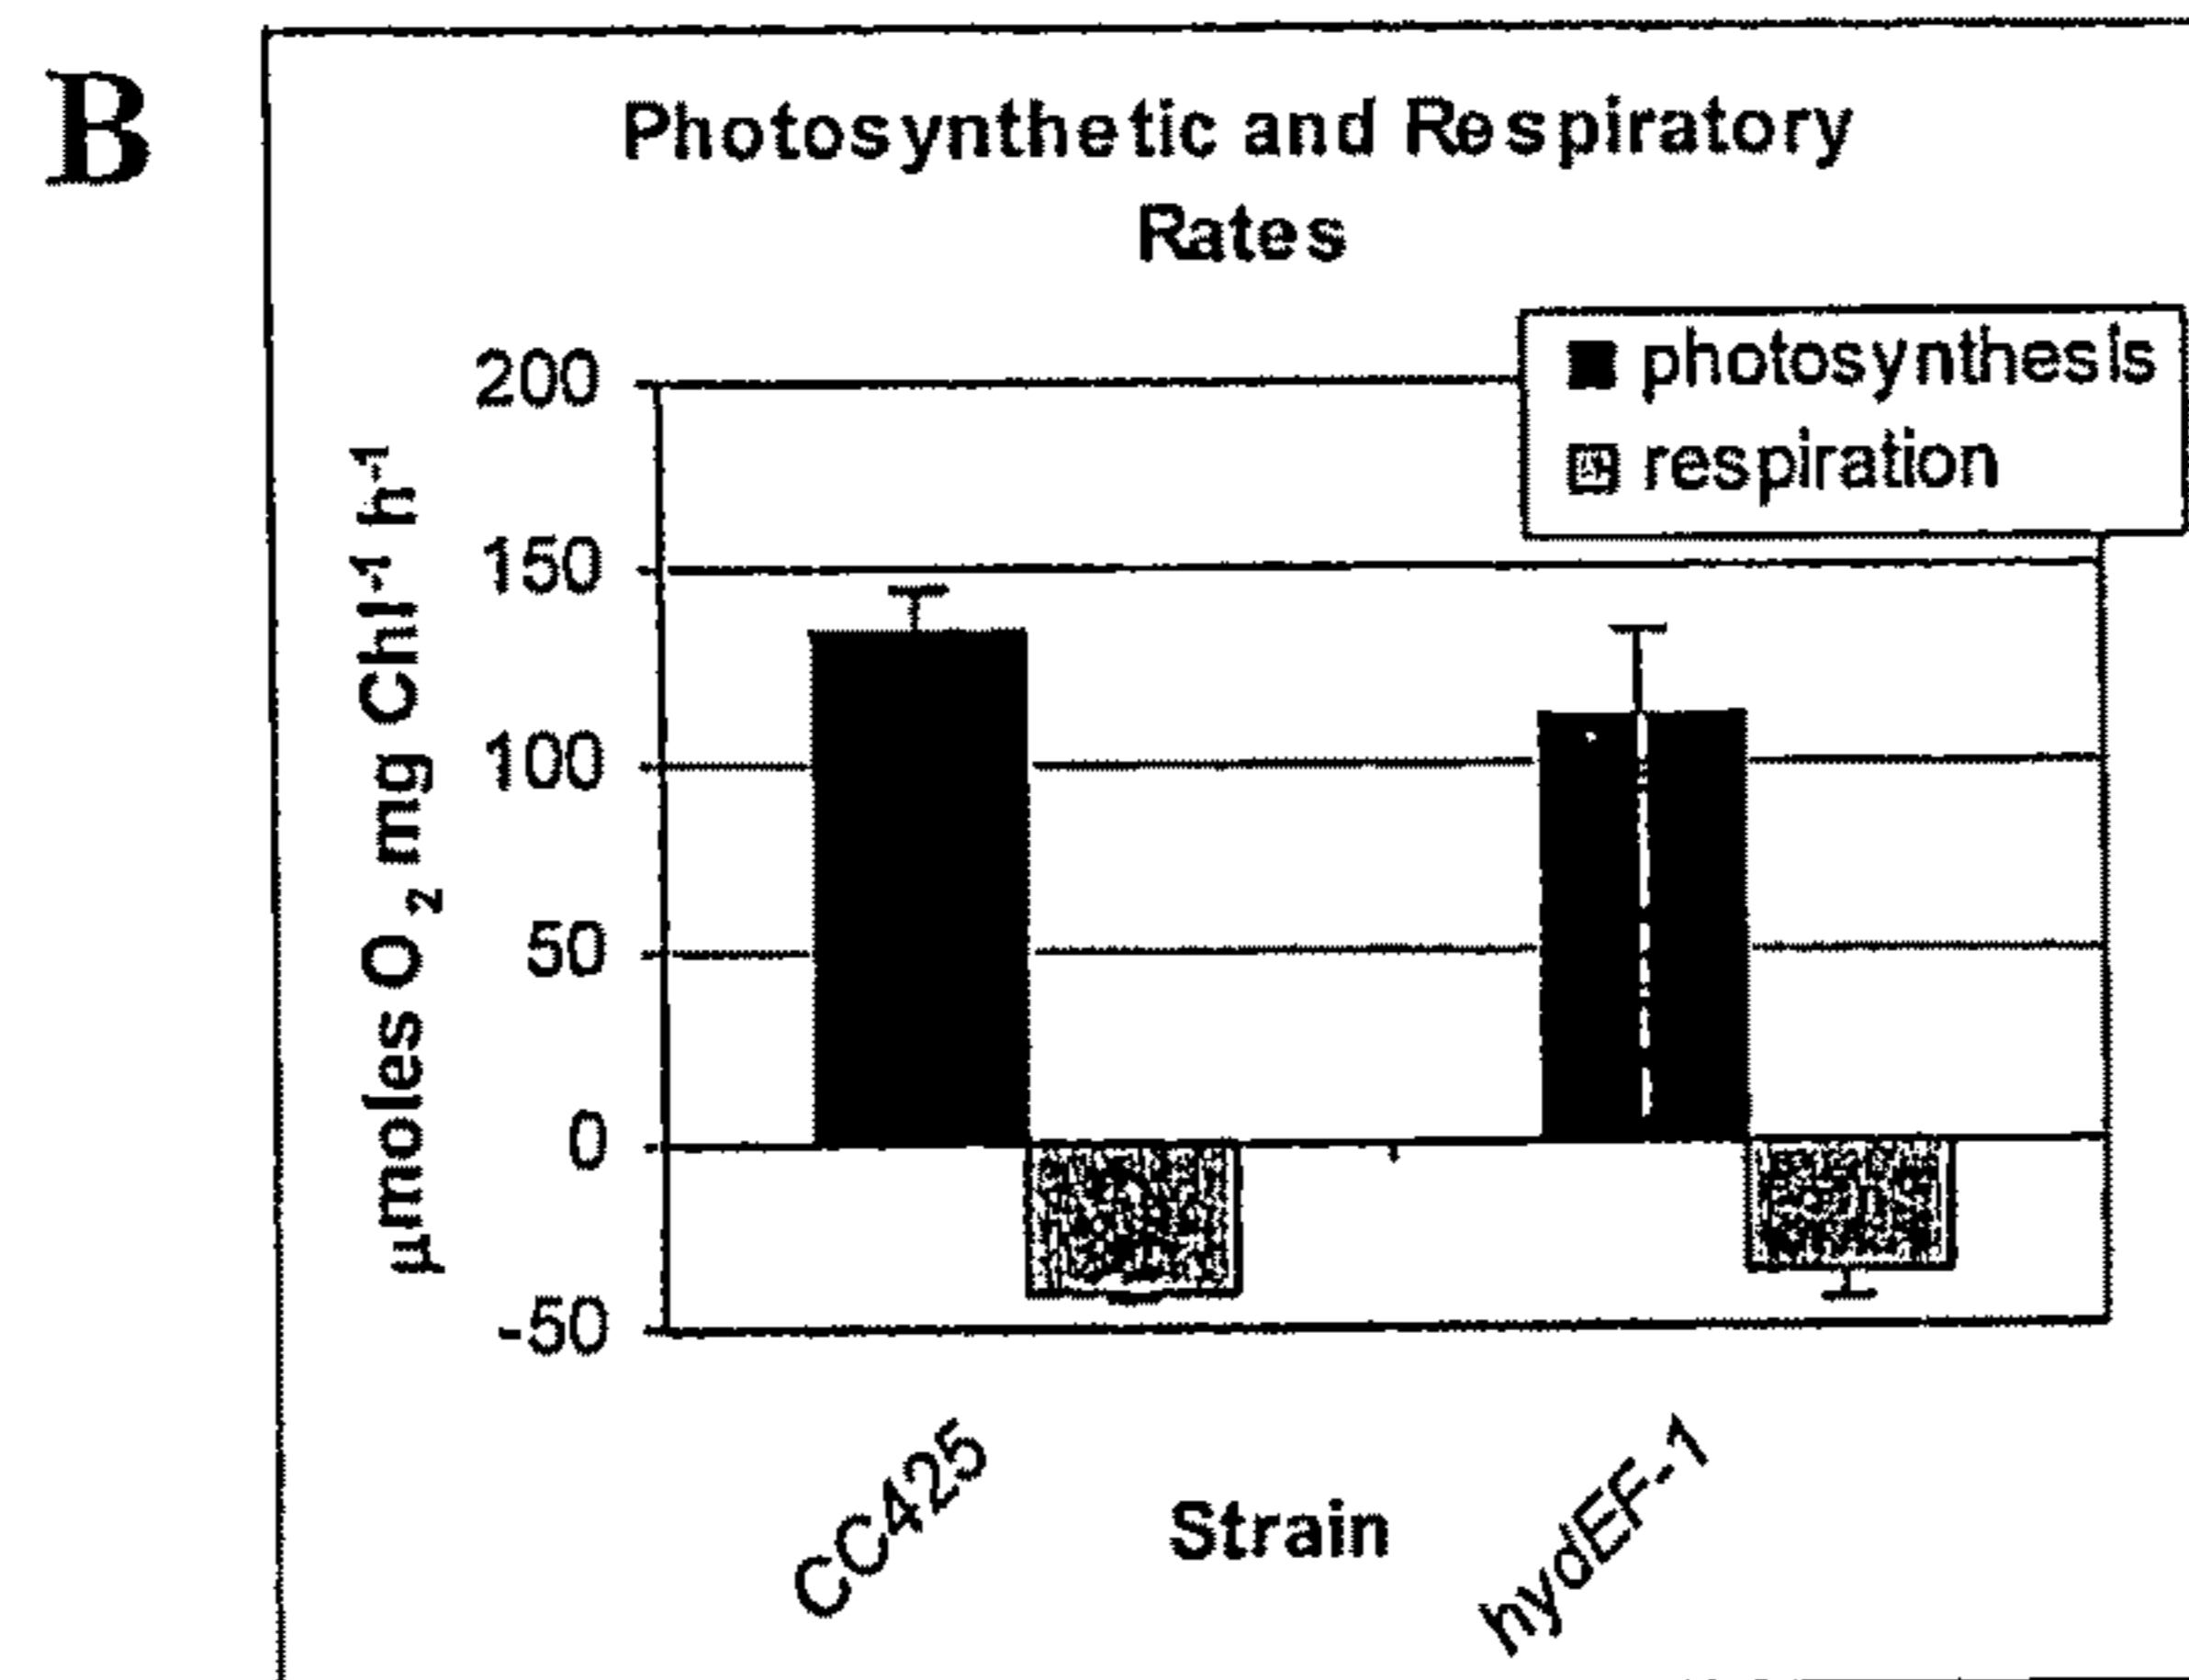 B
Photosynthetic and Respiratory
Rates
photosynthesis
respiration
200
150
100
50
0
-50
µmoles O₂ mg Chl⁻¹ h⁻¹
CC425
hydEF-1
Strain